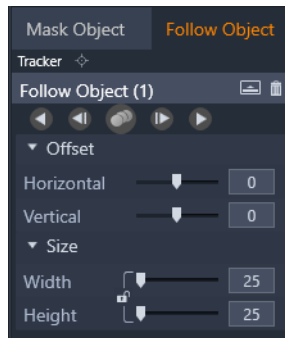 Mask Object Follow Object
Tracker
Follow Object (1)
Offset
Horizontal 0
Vertical 0
Size
Width 25
Height 25